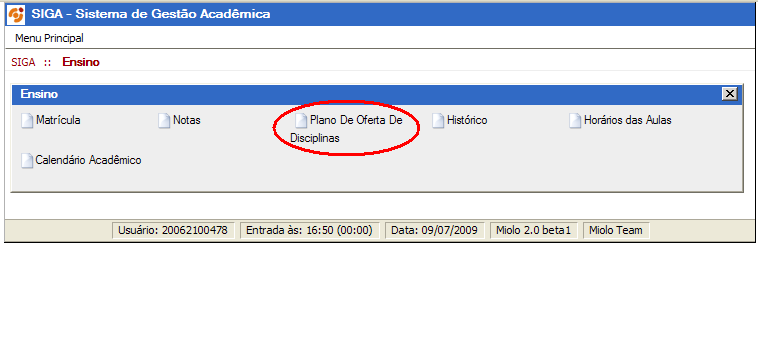 SIGA - Sistema de Gestão Acadêmica
Menu Principal
SIGA :: Ensino
Ensino
Matrícula
Notas
Plano De Oferta De
Disciplinas
Histórico
Horários das Aulas
Calendário Acadêmico
Usuário: 20062100478
Entrada às: 16:50 (00:00)
Data: 09/07/2009
Miolo 2.0 beta1
Miolo Team